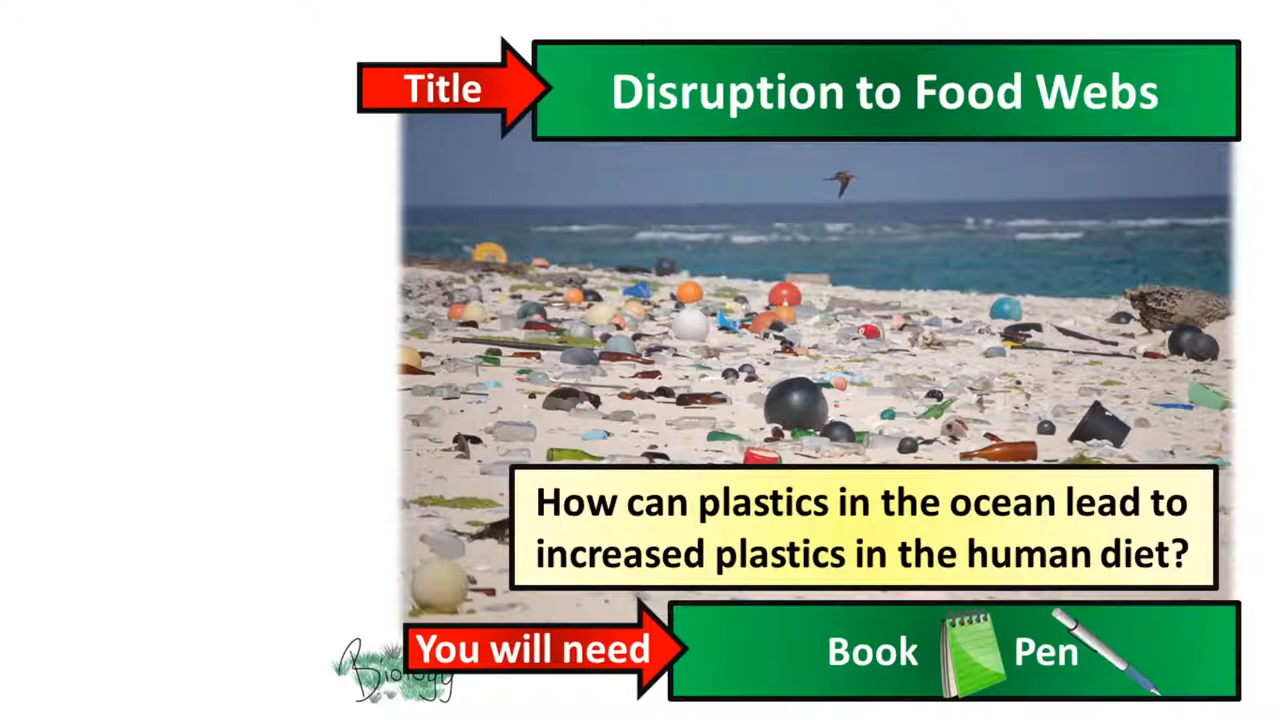 Title
Disruption to Food Webs
How can plastics in the ocean lead to
increased plastics in the human diet?
You will need
Book Pen
Biology